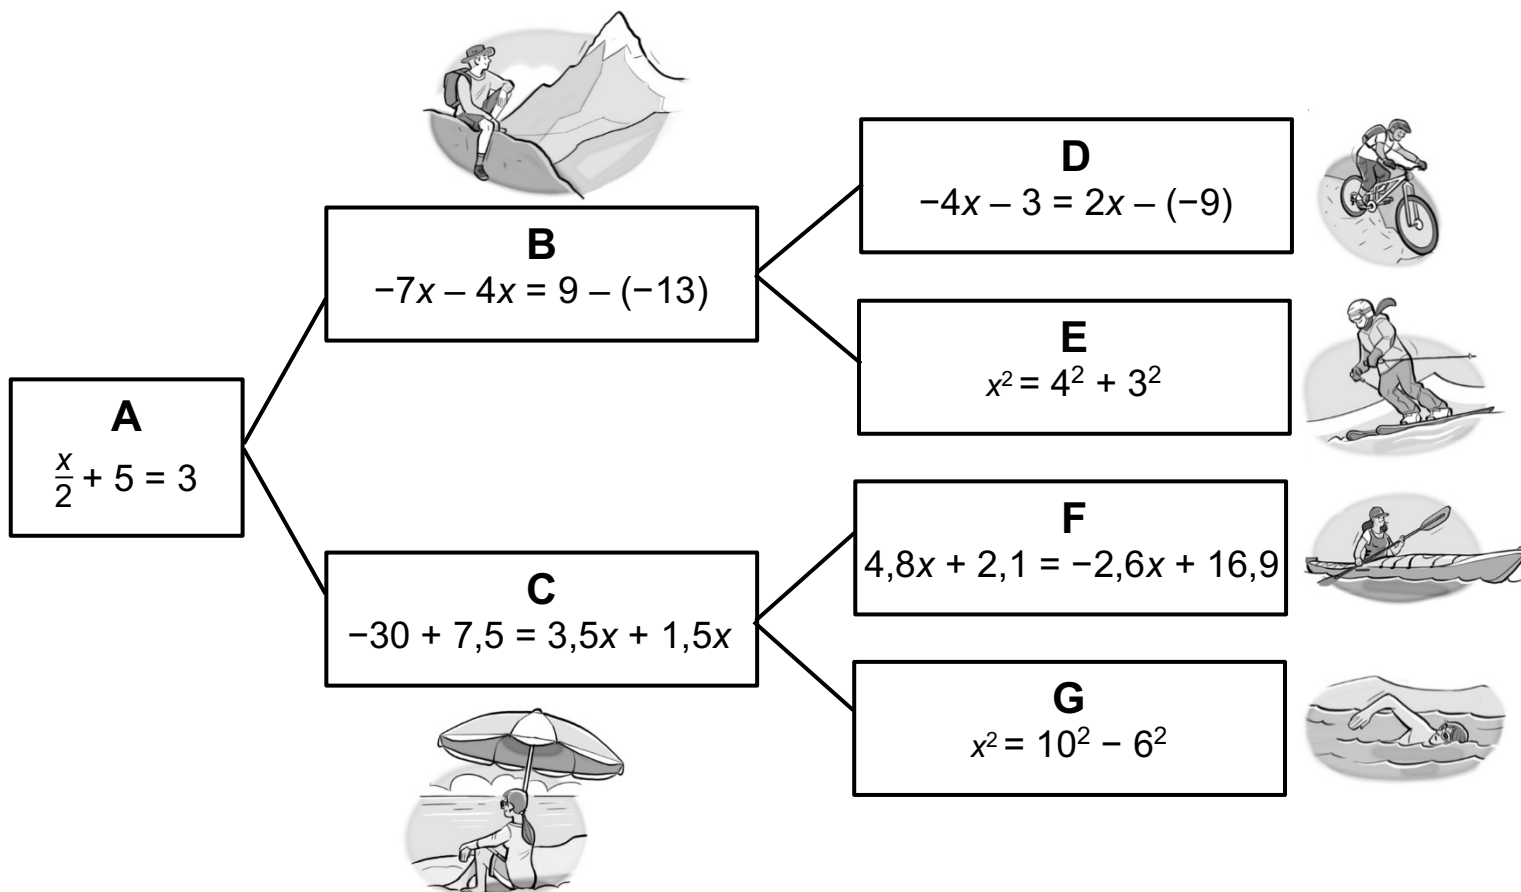 A
x/2 + 5 = 3
B
−7x – 4x = 9 – (−13)
C
−30 + 7,5 = 3,5x + 1,5x
D
−4x – 3 = 2x – (−9)
E
x² = 4² + 3²
F
4,8x + 2,1 = −2,6x + 16,9
G
x² = 10² − 6²